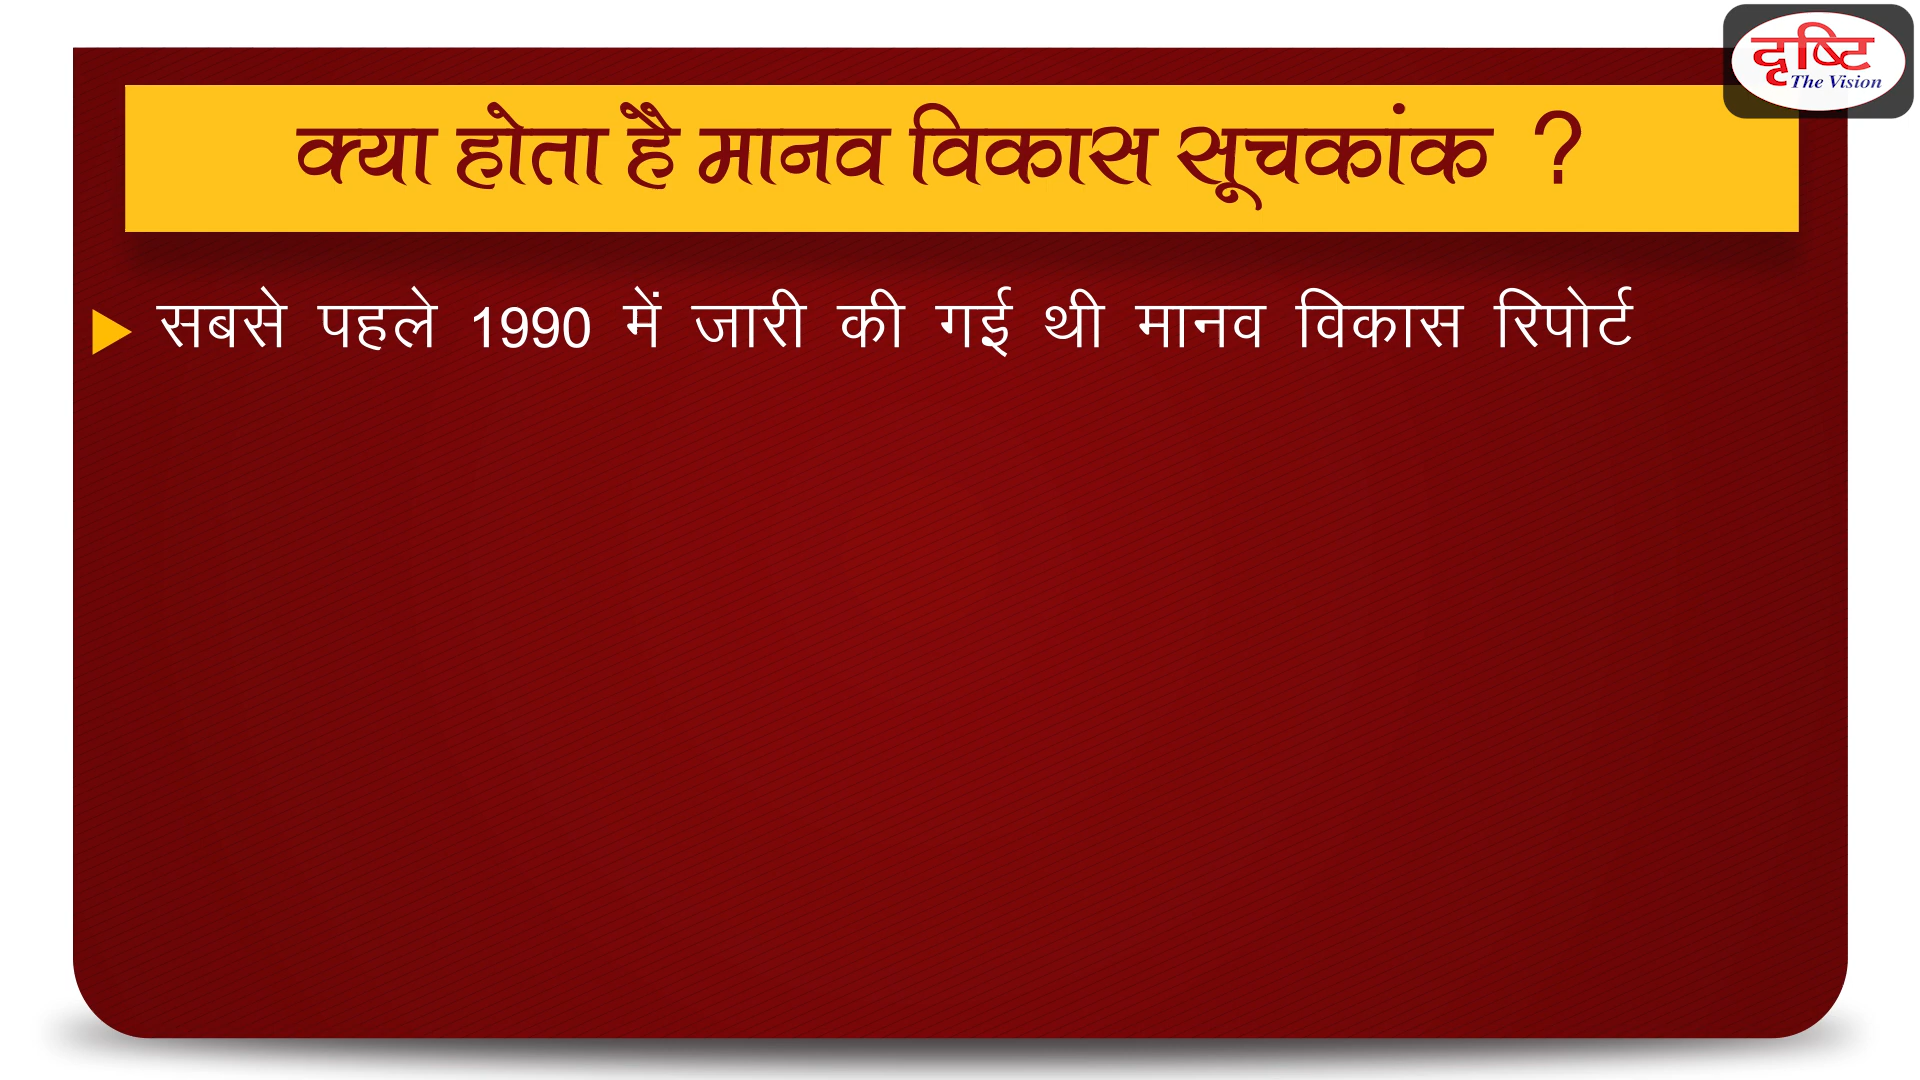 दृष्टि
The Vision
क्या होता है मानव विकास सूचकांक ?
सबसे पहले 1990 में जारी की गई थी मानव विकास रिपोर्ट